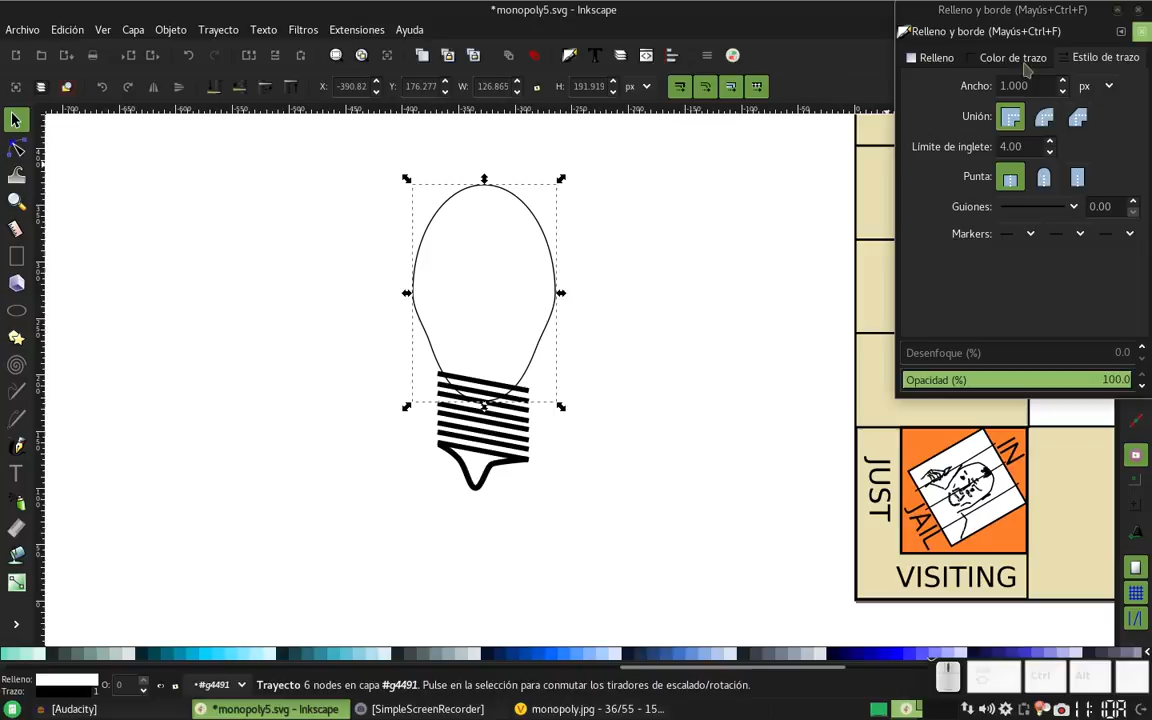 *monopoly5.svg - Inkscape
Archivo Edición Ver Capa Objeto Trayecto Texto Filtros Extensiones Ayuda
X: -390.82 Y: 176.277 W: 126.865 H: 191.919 px
Relleno y borde (Mayús+Ctrl+F)
Relleno y borde (Mayús+Ctrl+F)
Relleno Color de trazo Estilo de trazo
Ancho: 1.000 px
Unión:
Límite de inglete: 4.00
Punta:
Guiones: 0.00
Markers:
Desenfoque (%) 0.0
Opacidad (%) 100.0
JUST
IN
JAIL
VISITING
Relleno:
Trazo: 1
O: 0
•#g4491
Trayecto 6 nodos en capa #g4491. Pulse en la selección para conmutar los tiradores de escalado/rotación.
Ctrl Alt
[Audacity] *monopoly5.svg - Inkscape [SimpleScreenRecorder] monopoly.jpg - 36/55 - 15...